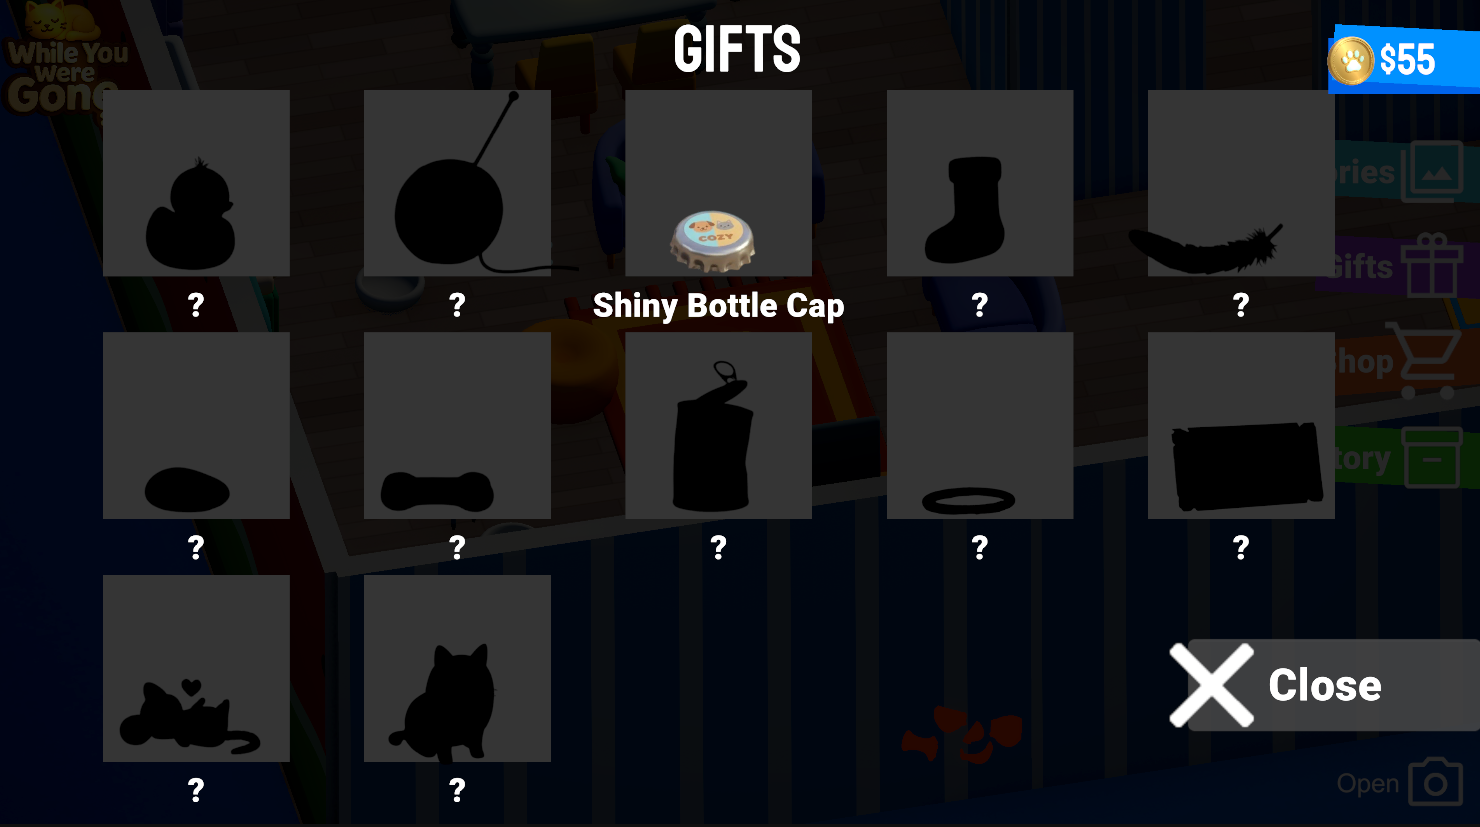 While You
Were
Gone
GIFTS
$55
?
?
COZY
Shiny Bottle Cap
?
?
ries
Gifts
hop
tory
?
?
?
?
?
?
?
Close
Open